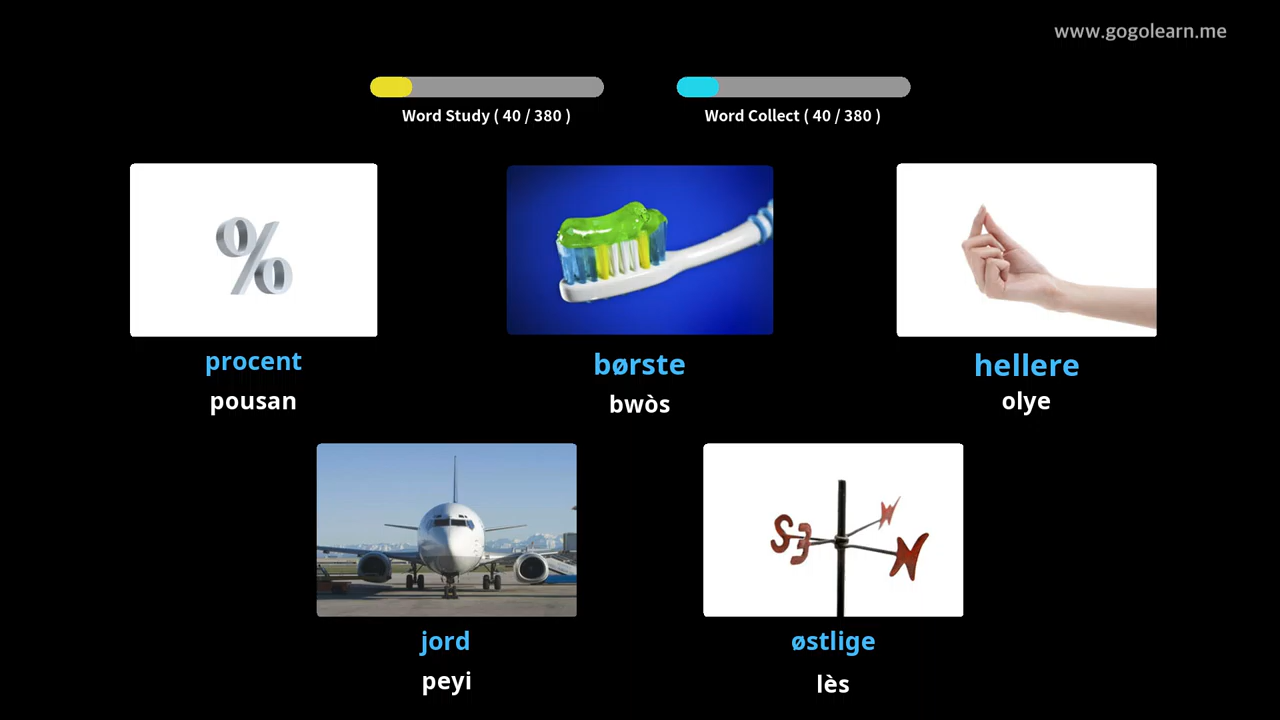 www.gogolearn.me
Word Study ( 40 / 380 )
Word Collect ( 40 / 380 )
%
procent
børste
hellere
pousan
bwòs
olye
S
E
N
W
jord
østlige
peyi
lès